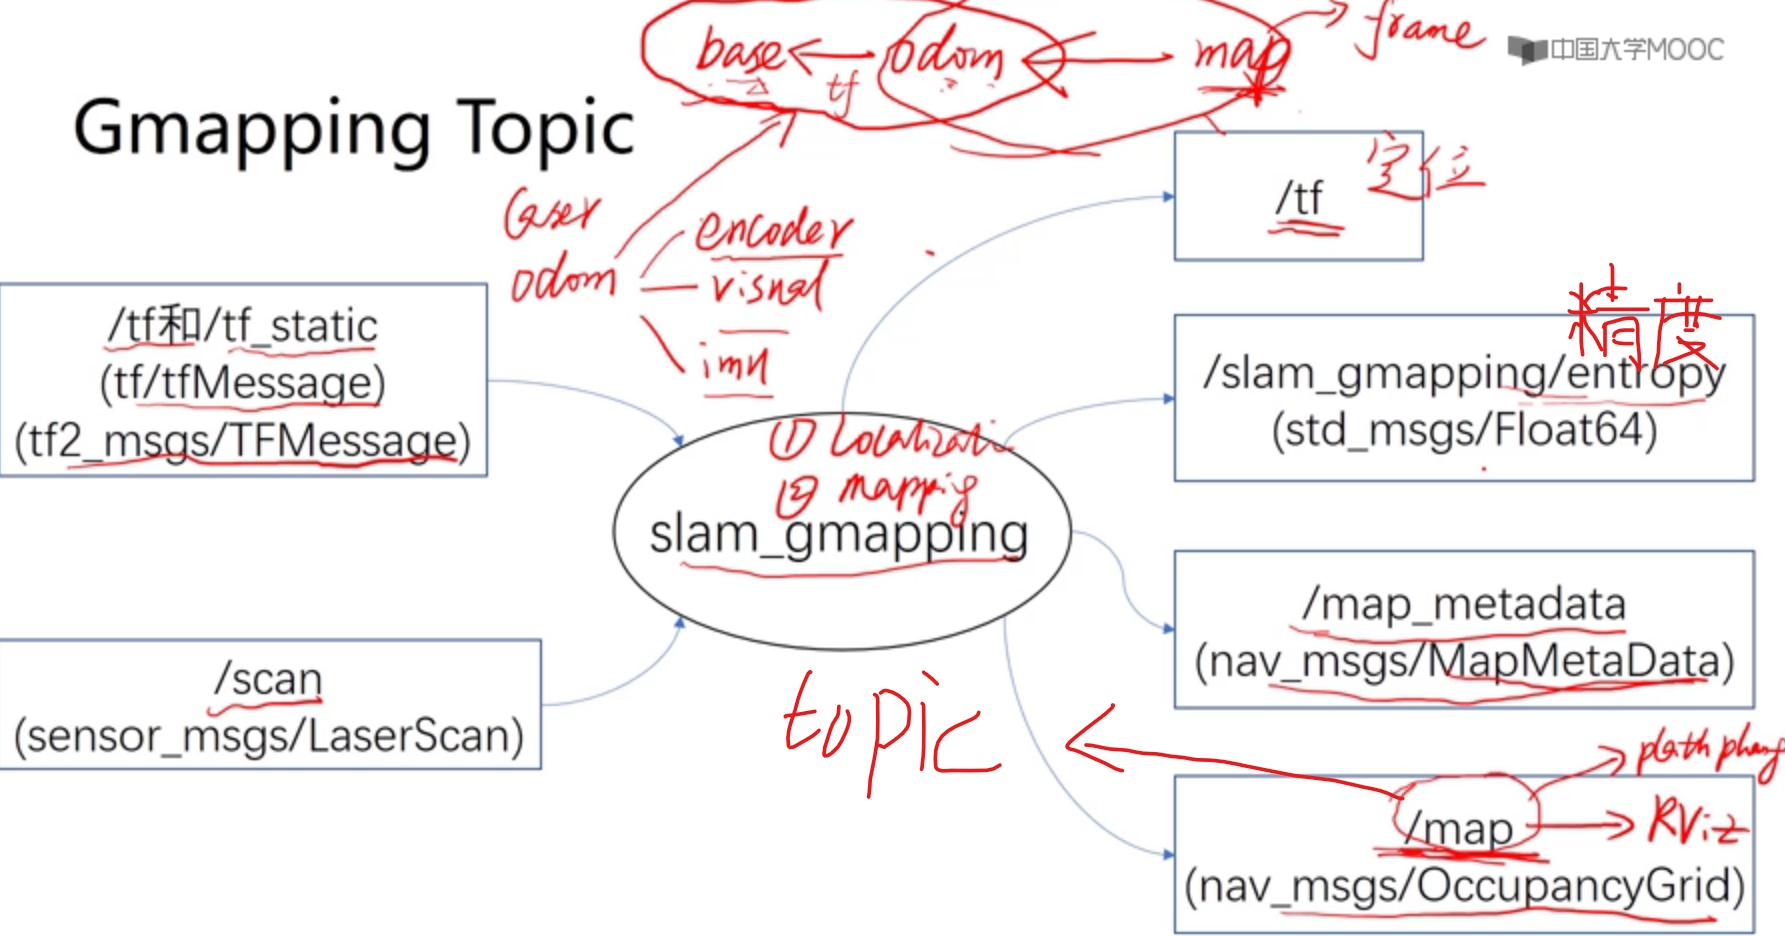 base tf odom map frame
中国大学MOOC
Gmapping Topic
/tf 定位
Laser
odom
encoder
visual
imu
/tf和/tf_static
(tf/tfMessage)
(tf2_msgs/TFMessage)
精度
/slam_gmapping/entropy
(std_msgs/Float64)
① Localizati
② mapping
slam_gmapping
/map_metadata
(nav_msgs/MapMetaData)
/scan
(sensor_msgs/LaserScan)
topic
path
/map RViz
(nav_msgs/OccupancyGrid)